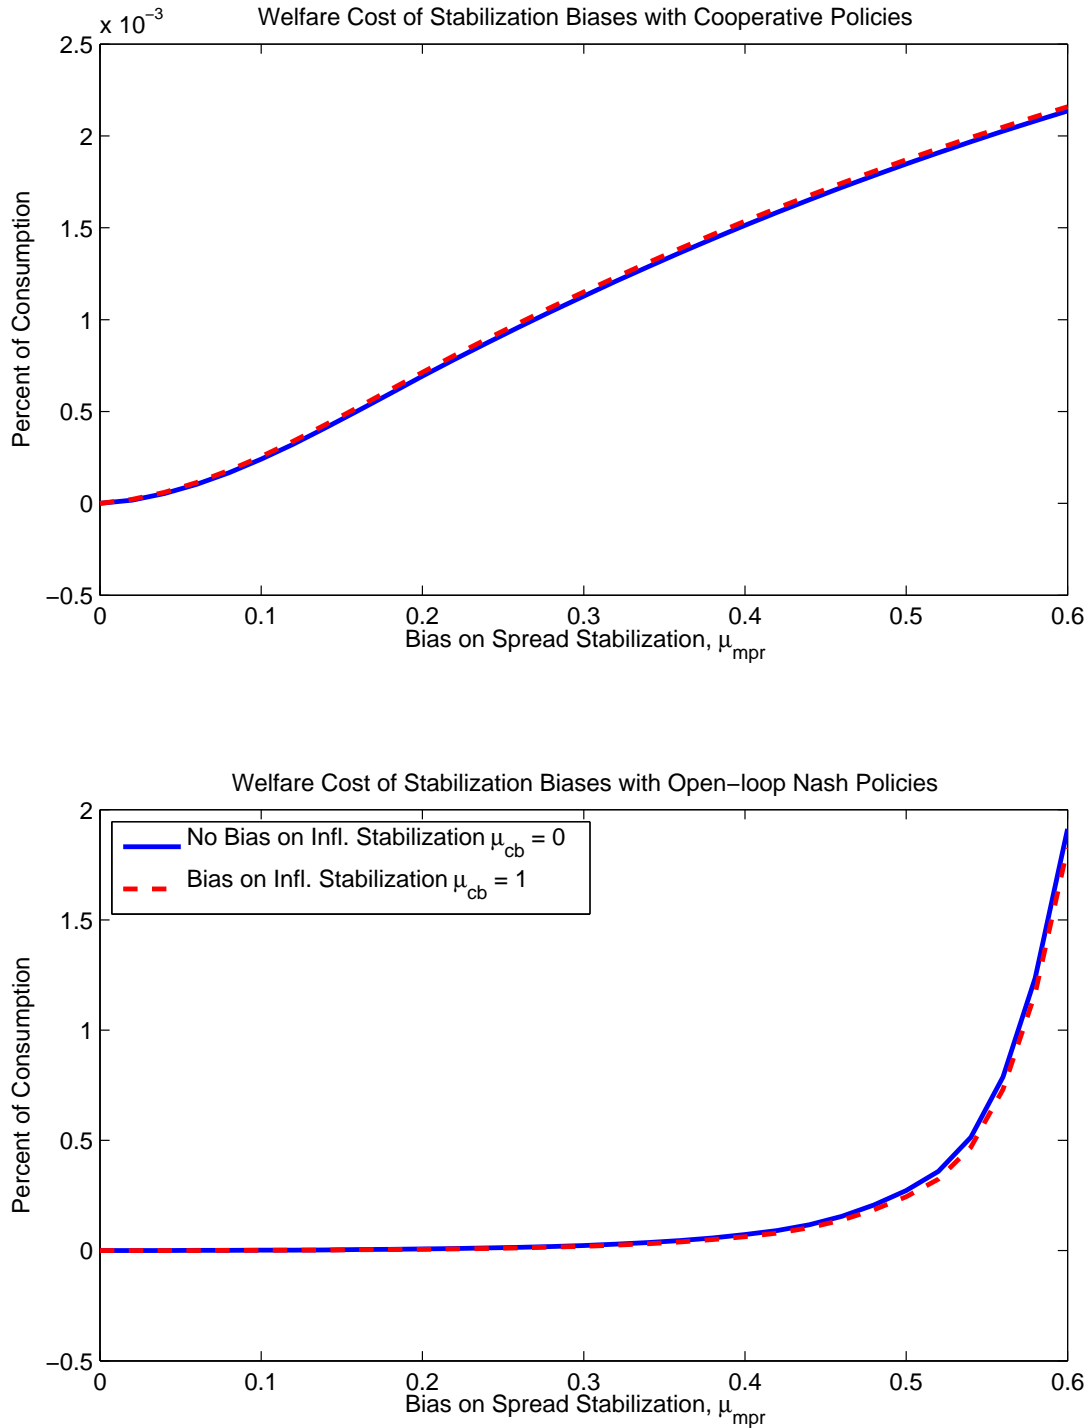 Welfare Cost of Stabilization Biases with Cooperative Policies
x 10⁻³
2.5
2
1.5
1
0.5
0
−0.5
Percent of Consumption
0 0.1 0.2 0.3 0.4 0.5 0.6
Bias on Spread Stabilization, μmpr
Welfare Cost of Stabilization Biases with Open−loop Nash Policies
2
1.5
1
0.5
0
−0.5
Percent of Consumption
No Bias on Infl. Stabilization μcb = 0
Bias on Infl. Stabilization μcb = 1
0 0.1 0.2 0.3 0.4 0.5 0.6
Bias on Spread Stabilization, μmpr